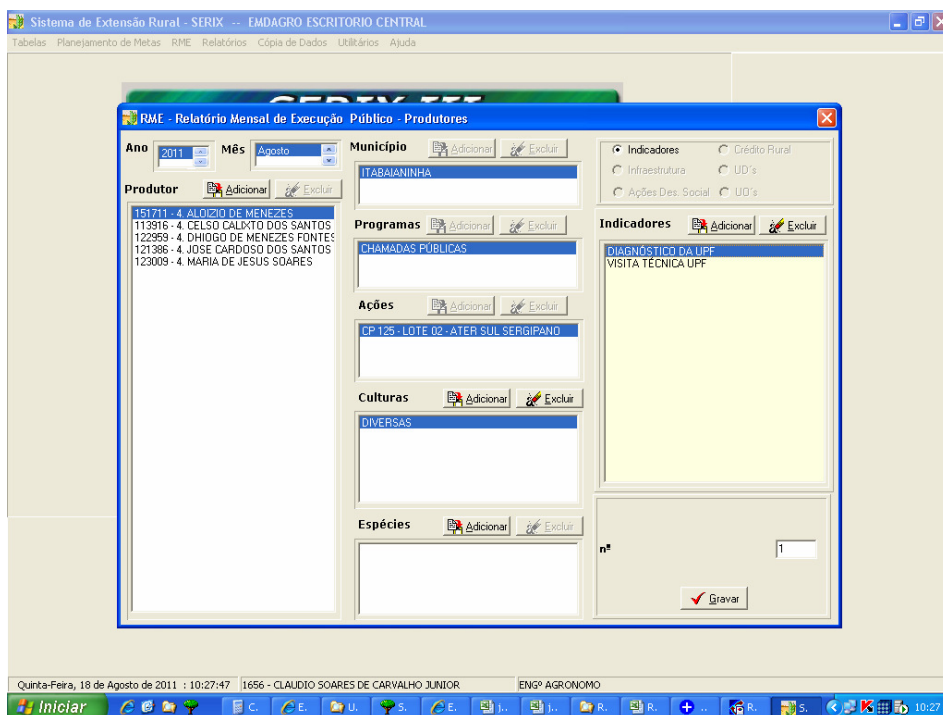 Sistema de Extensão Rural - SERIX -- EMDAGRO ESCRITORIO CENTRAL
Tabelas Planejamento de Metas RME Relatórios Cópia de Dados Utilitários Ajuda
RME - Relatório Mensal de Execução Público - Produtores
Ano 2011 Mês Agosto
Produtor Adicionar Excluir
151711 - 4. ALOIZIO DE MENEZES
113916 - 4. CELSO CALIXTO DOS SANTOS
122959 - 4. DHIOGO DE MENEZES FONTES
121386 - 4. JOSE CARDOSO DOS SANTOS
123009 - 4. MARIA DE JESUS SOARES
Município Adicionar Excluir
ITABAIANINHA
Programas Adicionar Excluir
CHAMADAS PÚBLICAS
Ações Adicionar Excluir
CP 125 - LOTE 02 - ATER SUL SERGIPANO
Culturas Adicionar Excluir
DIVERSAS
Espécies Adicionar Excluir
Indicadores Crédito Rural
Infraestrutura UD's
Ações Des. Social UO's
Indicadores Adicionar Excluir
DIAGNÓSTICO DA UPF
VISITA TÉCNICA UPF
nº 1
Gravar
Quinta-Feira, 18 de Agosto de 2011 : 10:27:47 1656 - CLAUDIO SOARES DE CARVALHO JUNIOR ENGº AGRONOMO
Iniciar C. E. U. S. E. j.. j.. R. R. .. R. S. 10:27